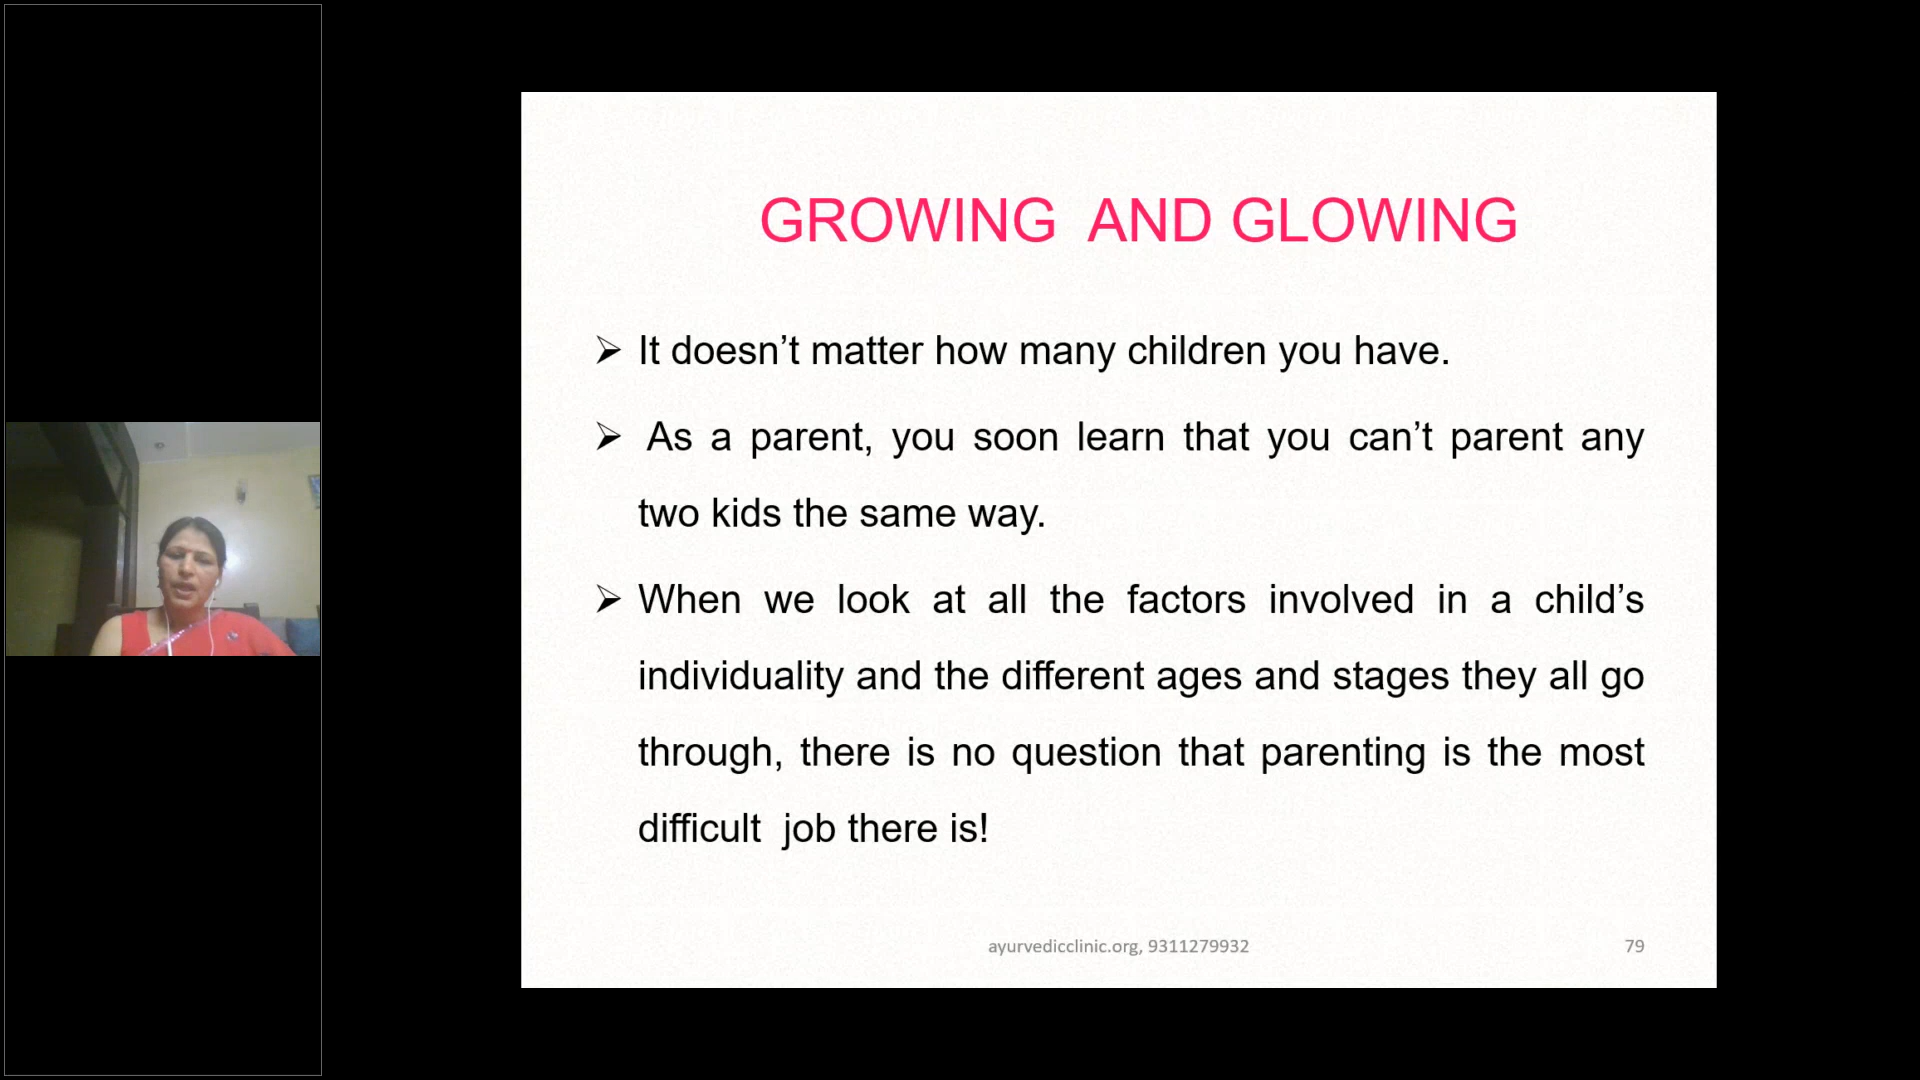 GROWING  AND GLOWING
➢ It doesn’t matter how many children you have.
➢ As a parent, you soon learn that you can’t parent any
two kids the same way.
➢ When we look at all the factors involved in a child’s
individuality and the different ages and stages they all go
through, there is no question that parenting is the most
difficult  job there is!
ayurvedicclinic.org, 9311279932
79